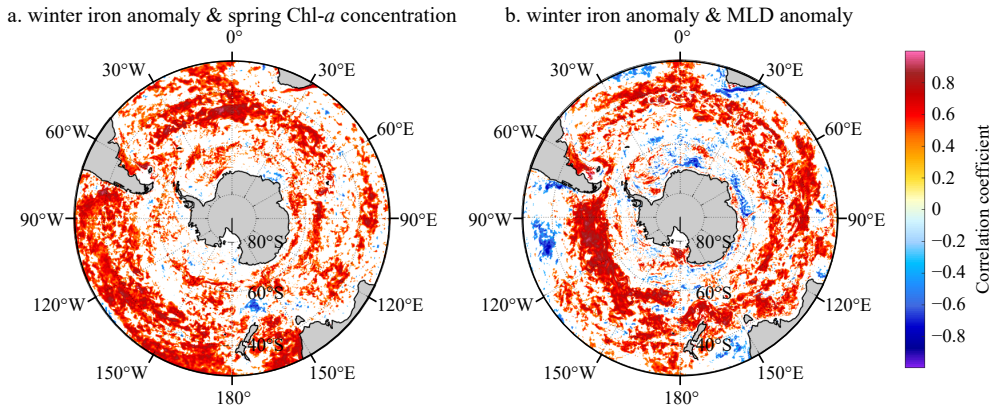 a. winter iron anomaly & spring Chl-a concentration
b. winter iron anomaly & MLD anomaly
0°
30°W
30°E
60°W
60°E
90°W
90°E
120°W
120°E
150°W
150°E
180°
80°S
60°S
40°S
0°
30°W
30°E
60°W
60°E
90°W
90°E
120°W
120°E
150°W
150°E
180°
80°S
60°S
40°S
0.8
0.6
0.4
0.2
0
−0.2
−0.4
−0.6
−0.8
Correlation coefficient